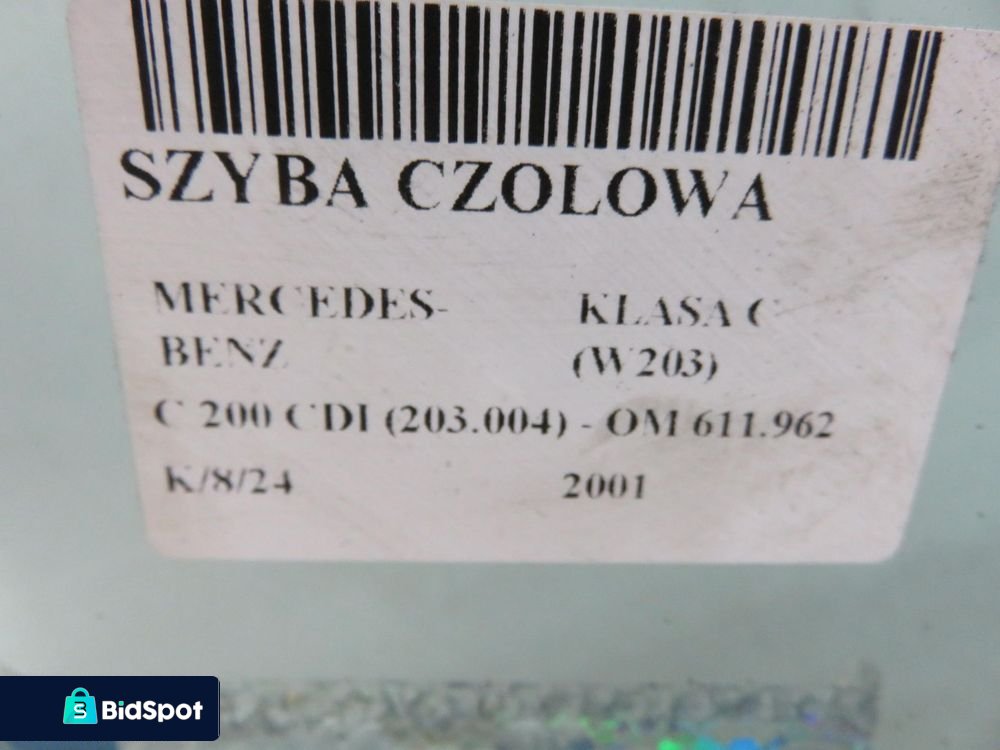 SZYBA CZOLOWA
MERCEDES-BENZ
KLASA C (W203)
C 200 CDI (203.004) - OM 611.962
K/8/24 2001
BidSpot